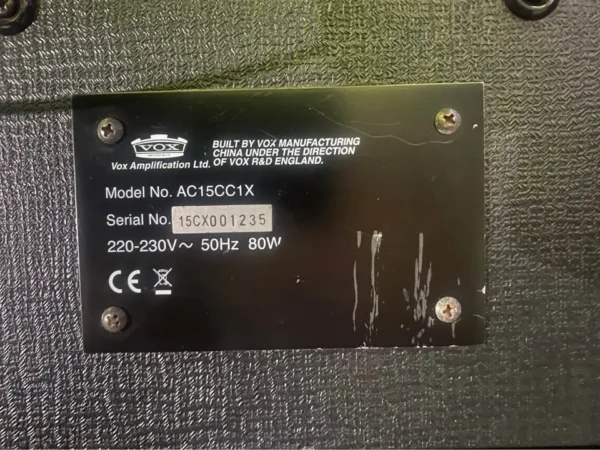 VOX
BUILT BY VOX MANUFACTURING
CHINA UNDER THE DIRECTION
Vox Amplification Ltd. OF VOX R&D ENGLAND.
Model No. AC15CC1X
Serial No. 15CX001235
220-230V～ 50Hz 80W
CE